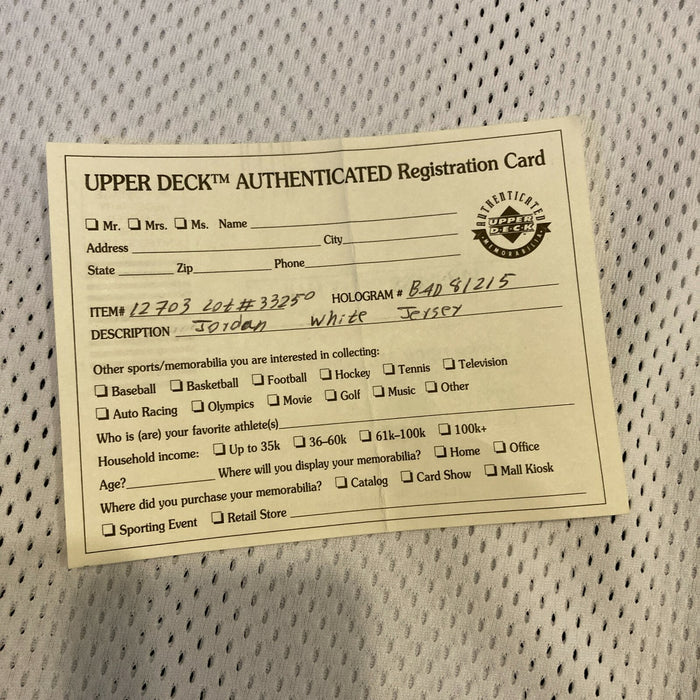 UPPER DECK™ AUTHENTICATED Registration Card
AUTHENTICATED
UPPER
D·E·C·K
MEMORABILIA
Mr. Mrs. Ms. Name
Address City
State Zip Phone
ITEM# 12703 Lot # 33250 HOLOGRAM # BAD 81215
DESCRIPTION Jordan White Jersey
Other sports/memorabilia you are interested in collecting:
Baseball Basketball Football Hockey Tennis Television
Auto Racing Olympics Movie Golf Music Other
Who is (are) your favorite athlete(s)
Household income: Up to 35k 36–60k 61k–100k 100k+
Age? Where will you display your memorabilia? Home Office
Where did you purchase your memorabilia? Catalog Card Show Mall Kiosk
Sporting Event Retail Store